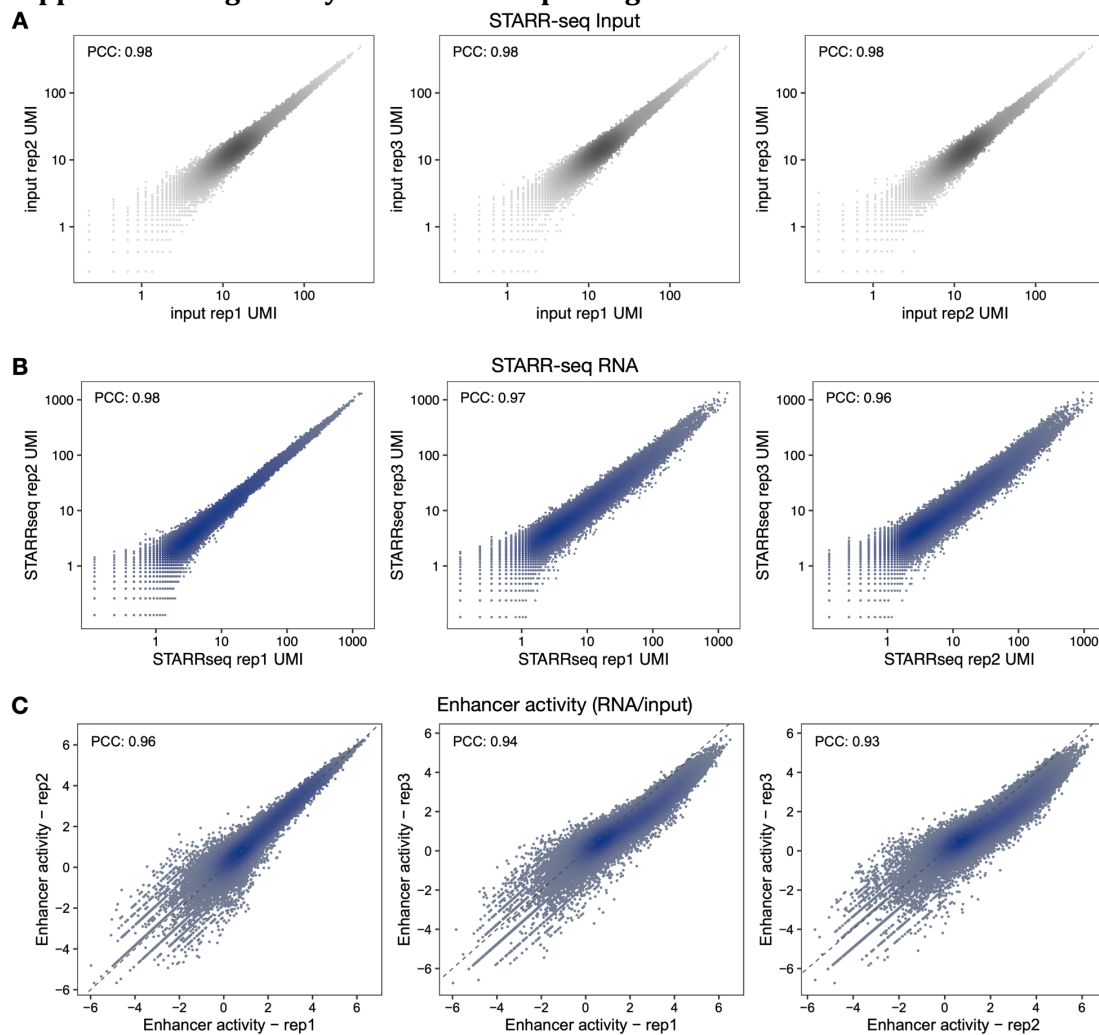 A
STARR-seq Input
PCC: 0.98
PCC: 0.98
PCC: 0.98
100
10
1
input rep2 UMI
1
10
100
input rep1 UMI
100
10
1
input rep3 UMI
1
10
100
input rep1 UMI
100
10
1
input rep3 UMI
1
10
100
input rep2 UMI
B
STARR-seq RNA
PCC: 0.98
PCC: 0.97
PCC: 0.96
1000
100
10
1
STARRseq rep2 UMI
1
10
100
1000
STARRseq rep1 UMI
1000
100
10
1
STARRseq rep3 UMI
1
10
100
1000
STARRseq rep1 UMI
1000
100
10
1
STARRseq rep3 UMI
1
10
100
1000
STARRseq rep2 UMI
C
Enhancer activity (RNA/input)
PCC: 0.96
PCC: 0.94
PCC: 0.93
6
4
2
0
−2
−4
−6
Enhancer activity − rep2
−6
−4
−2
0
2
4
6
Enhancer activity − rep1
6
4
2
0
−2
−4
−6
Enhancer activity − rep3
−6
−4
−2
0
2
4
6
Enhancer activity − rep1
6
4
2
0
−2
−4
−6
Enhancer activity − rep3
−6
−4
−2
0
2
4
6
Enhancer activity − rep2